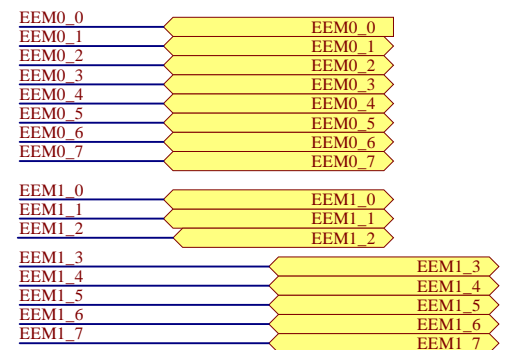 EEM0_0 EEM0_0
EEM0_1 EEM0_1
EEM0_2 EEM0_2
EEM0_3 EEM0_3
EEM0_4 EEM0_4
EEM0_5 EEM0_5
EEM0_6 EEM0_6
EEM0_7 EEM0_7
EEM1_0 EEM1_0
EEM1_1 EEM1_1
EEM1_2 EEM1_2
EEM1_3 EEM1_3
EEM1_4 EEM1_4
EEM1_5 EEM1_5
EEM1_6 EEM1_6
EEM1_7 EEM1_7